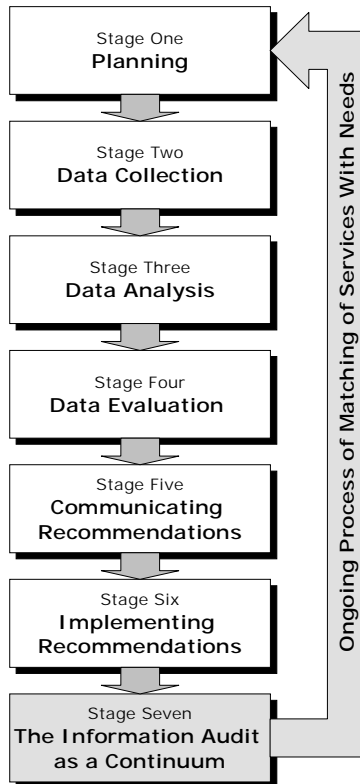 Stage One
Planning
Stage Two
Data Collection
Stage Three
Data Analysis
Stage Four
Data Evaluation
Stage Five
Communicating
Recommendations
Stage Six
Implementing
Recommendations
Stage Seven
The Information Audit
as a Continuum
Ongoing Process of Matching of Services With Needs